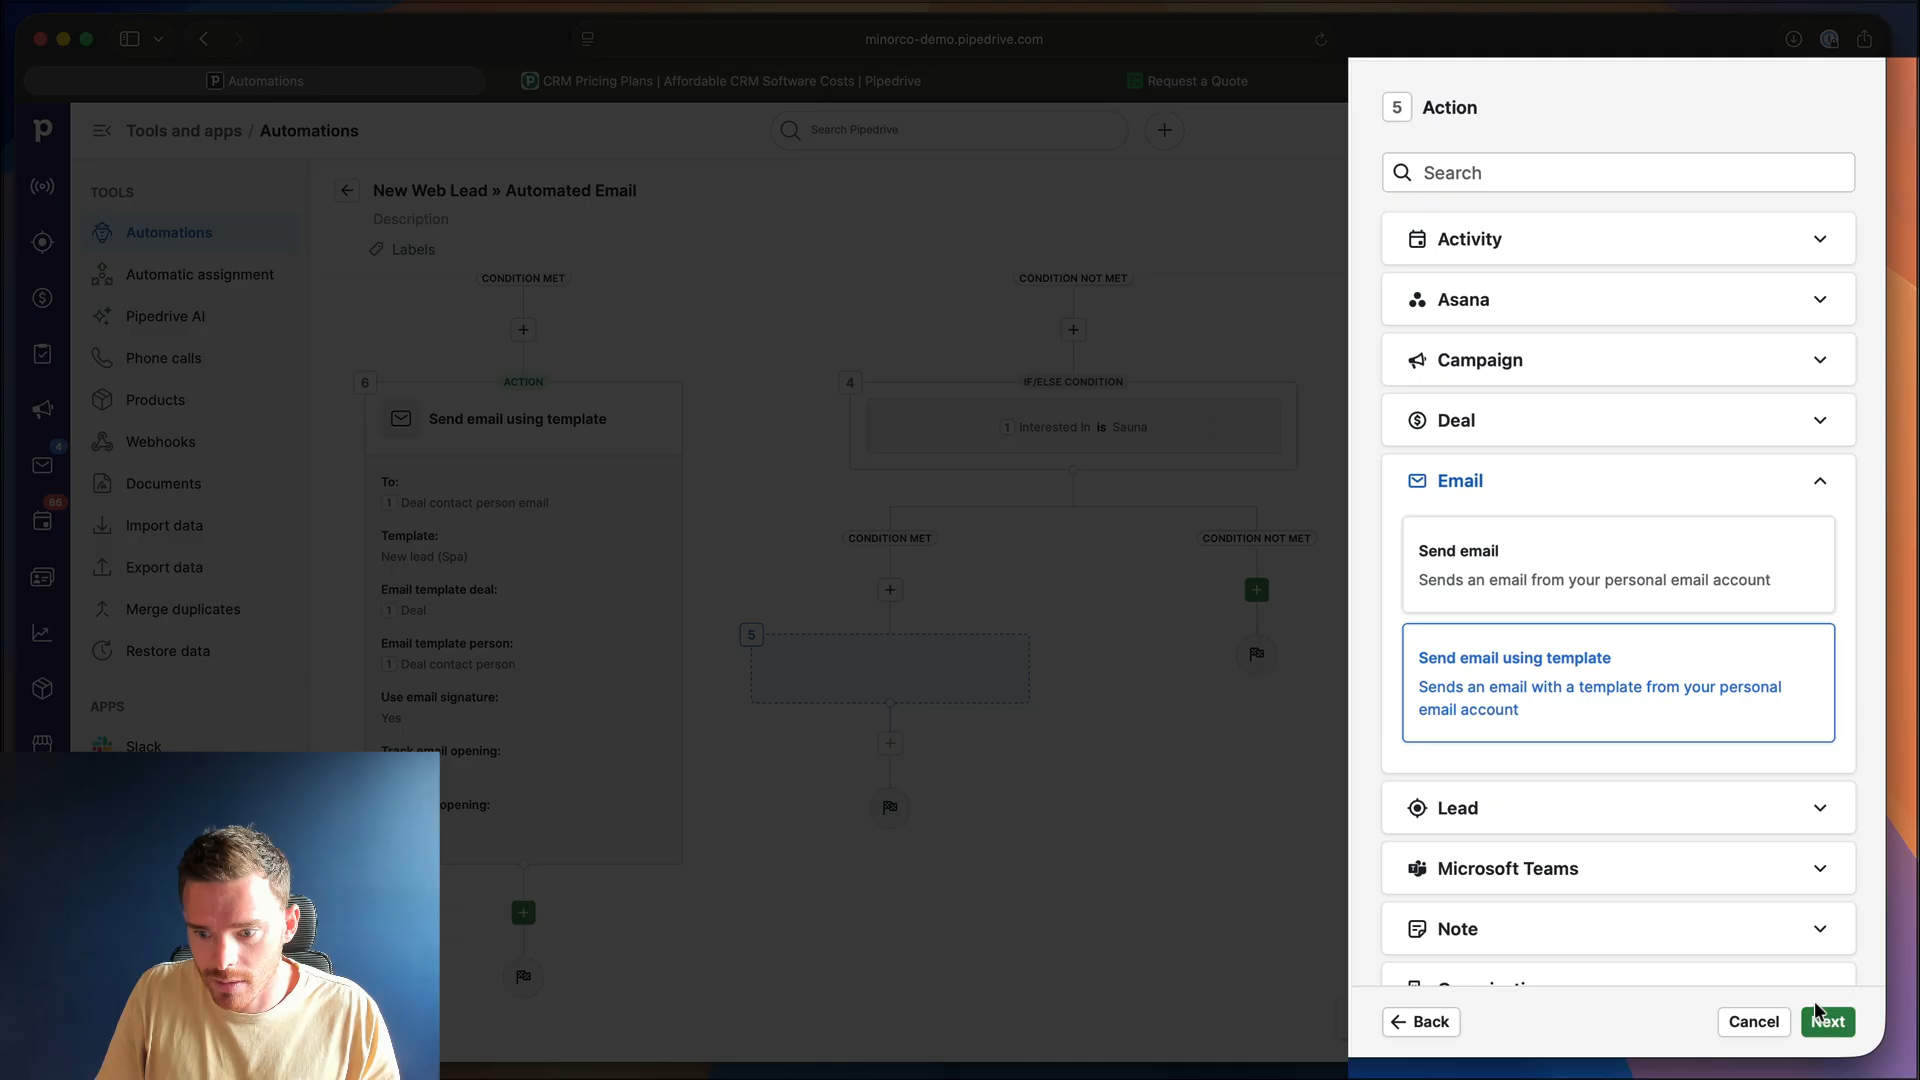 minorco-demo.pipedrive.com
Automations
CRM Pricing Plans | Affordable CRM Software Costs | Pipedrive
Request a Quote
Tools and apps / Automations
Search Pipedrive
TOOLS
Automations
Automatic assignment
Pipedrive AI
Phone calls
Products
Webhooks
Documents
Import data
Export data
Merge duplicates
Restore data
APPS
Slack
4
66
New Web Lead » Automated Email
Description
Labels
CONDITION MET
CONDITION NOT MET
6
ACTION
Send email using template
To:
1 Deal contact person email
Template:
New lead (Spa)
Email template deal:
1 Deal
Email template person:
1 Deal contact person
Use email signature:
Yes
Track email opening:
opening:
4
IF/ELSE CONDITION
1 Interested In is Sauna
CONDITION MET
CONDITION NOT MET
5
5 Action
Search
Activity
Asana
Campaign
Deal
Email
Send email
Sends an email from your personal email account
Send email using template
Sends an email with a template from your personal
email account
Lead
Microsoft Teams
Note
Back
Cancel
Next